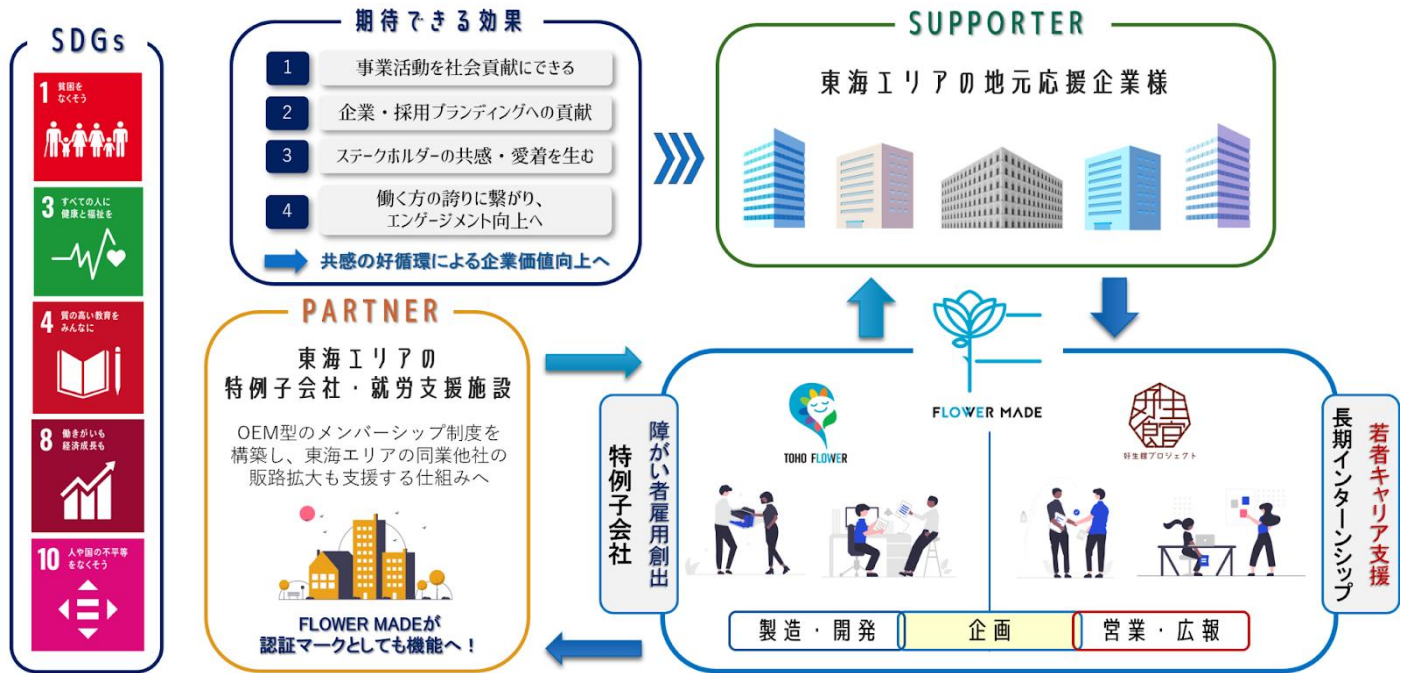 SDGs
1 貧困を
なくそう
3 すべての人に
健康と福祉を
4 質の高い教育を
みんなに
8 働きがいも
経済成長も
10 人や国の不平等
をなくそう
期待できる効果
1 事業活動を社会貢献にできる
2 企業・採用ブランディングへの貢献
3 ステークホルダーの共感・愛着を生む
4 働く方の誇りに繋がり、
エンゲージメント向上へ
共感の好循環による企業価値向上へ
SUPPORTER
東海エリアの地元応援企業様
PARTNER
東海エリアの
特例子会社・就労支援施設
OEM型のメンバーシップ制度を
構築し、東海エリアの同業他社の
販路拡大も支援する仕組みへ
FLOWER MADEが
認証マークとしても機能へ!
障がい者雇用創出
特例子会社
TOHO FLOWER
FLOWER MADE
好生館
好生館プロジェクト
若者キャリア支援
長期インターンシップ
製造・開発
企画
営業・広報